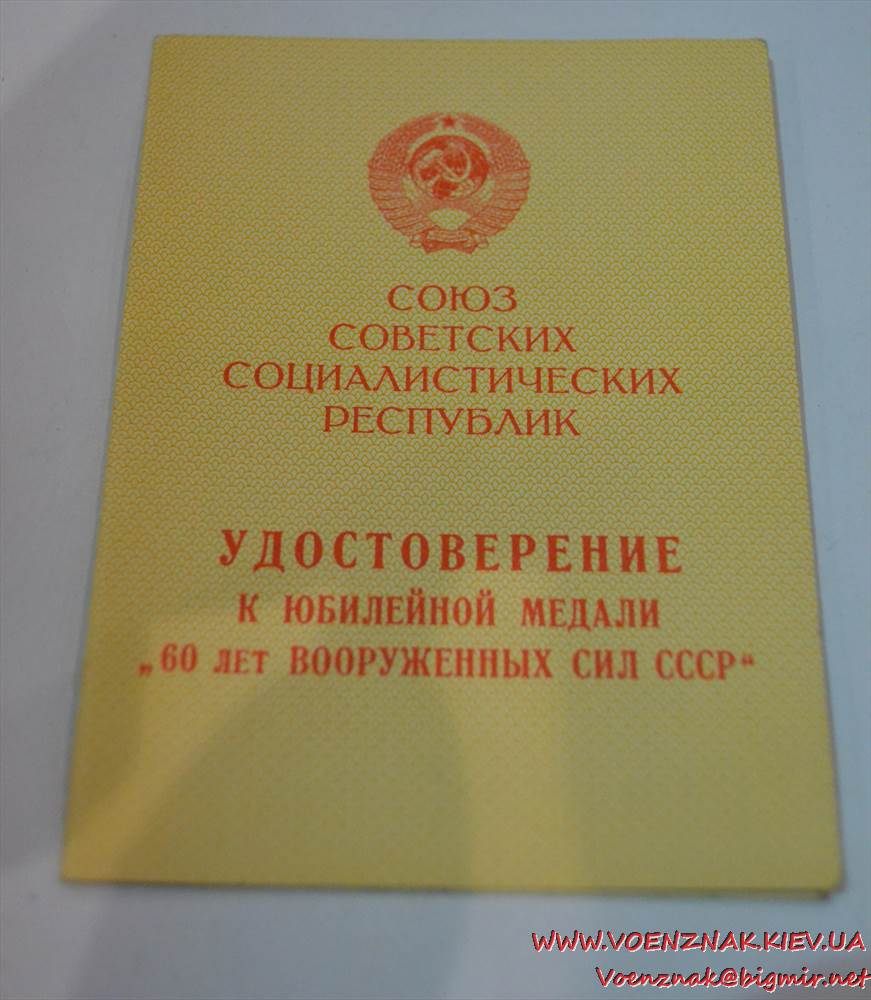 СОЮЗ
СОВЕТСКИХ
СОЦИАЛИСТИЧЕСКИХ
РЕСПУБЛИК
УДОСТОВЕРЕНИЕ
К ЮБИЛЕЙНОЙ МЕДАЛИ
„60 лет ВООРУЖЕННЫХ СИЛ СССР“
WWW.VOENZNAK.KIEV.UA
Voenznak@bigmir.net